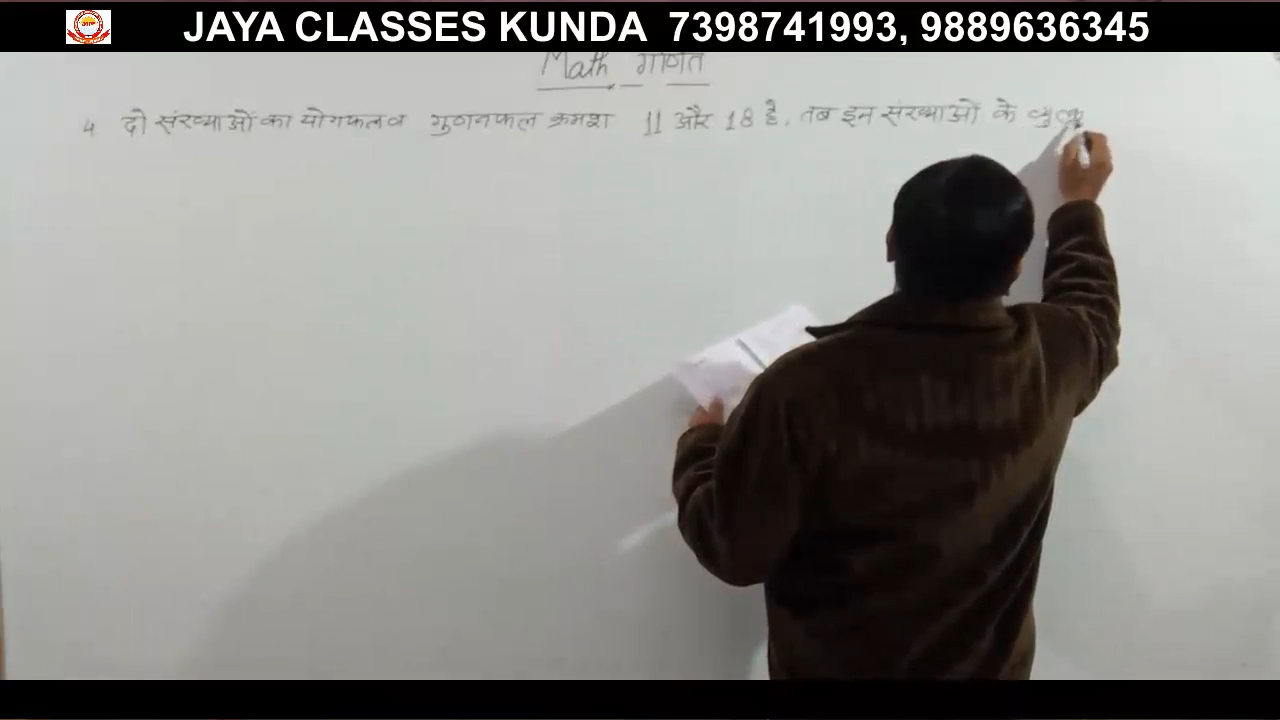 JAYA CLASSES KUNDA 7398741993, 9889636345
Math गणित
4 दो संख्याओं का योगफल व गुणनफल क्रमश 11 और 18 है, तब इन संख्याओं के